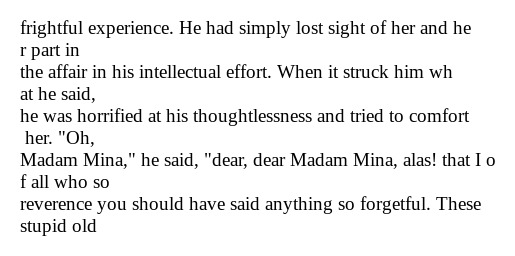 frightful experience. He had simply lost sight of her and he
r part in
the affair in his intellectual effort. When it struck him wh
at he said,
he was horrified at his thoughtlessness and tried to comfort
her. "Oh,
Madam Mina," he said, "dear, dear Madam Mina, alas! that I o
f all who so
reverence you should have said anything so forgetful. These
stupid old